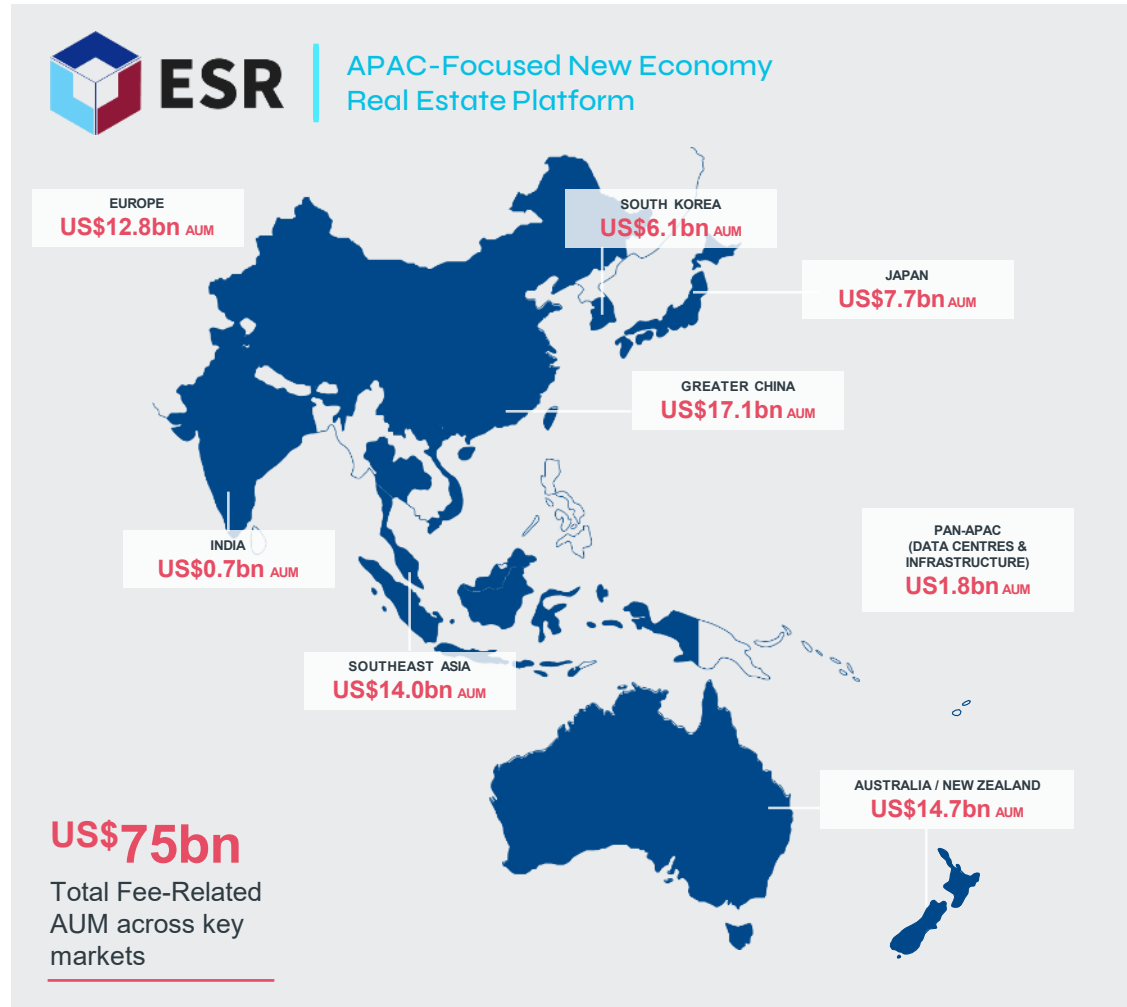 ESR
APAC-Focused New Economy
Real Estate Platform
EUROPE
US$12.8bn AUM
SOUTH KOREA
US$6.1bn AUM
JAPAN
US$7.7bn AUM
GREATER CHINA
US$17.1bn AUM
INDIA
US$0.7bn AUM
PAN-APAC
(DATA CENTRES &
INFRASTRUCTURE)
US1.8bn AUM
SOUTHEAST ASIA
US$14.0bn AUM
AUSTRALIA / NEW ZEALAND
US$14.7bn AUM
US$75bn
Total Fee-Related
AUM across key
markets